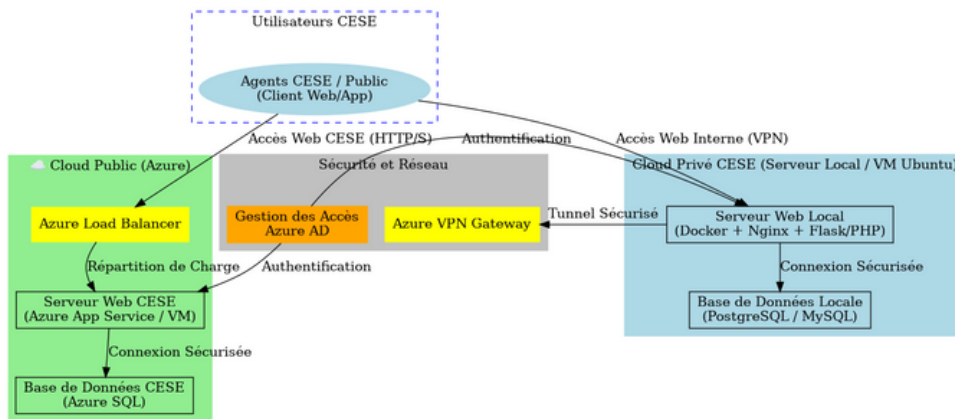 Utilisateurs CESE
Agents CESE / Public
(Client Web/App)
Accès Web CESE (HTTP/S)
Authentification
Accès Web Interne (VPN)
Cloud Public (Azure)
Sécurité et Réseau
Cloud Privé CESE (Serveur Local / VM Ubuntu)
Azure Load Balancer
Gestion des Accès
Azure AD
Azure VPN Gateway
Tunnel Sécurisé
Serveur Web Local
(Docker + Nginx + Flask/PHP)
Répartition de Charge
Authentification
Connexion Sécurisée
Serveur Web CESE
(Azure App Service / VM)
Base de Données Locale
(PostgreSQL / MySQL)
Connexion Sécurisée
Base de Données CESE
(Azure SQL)